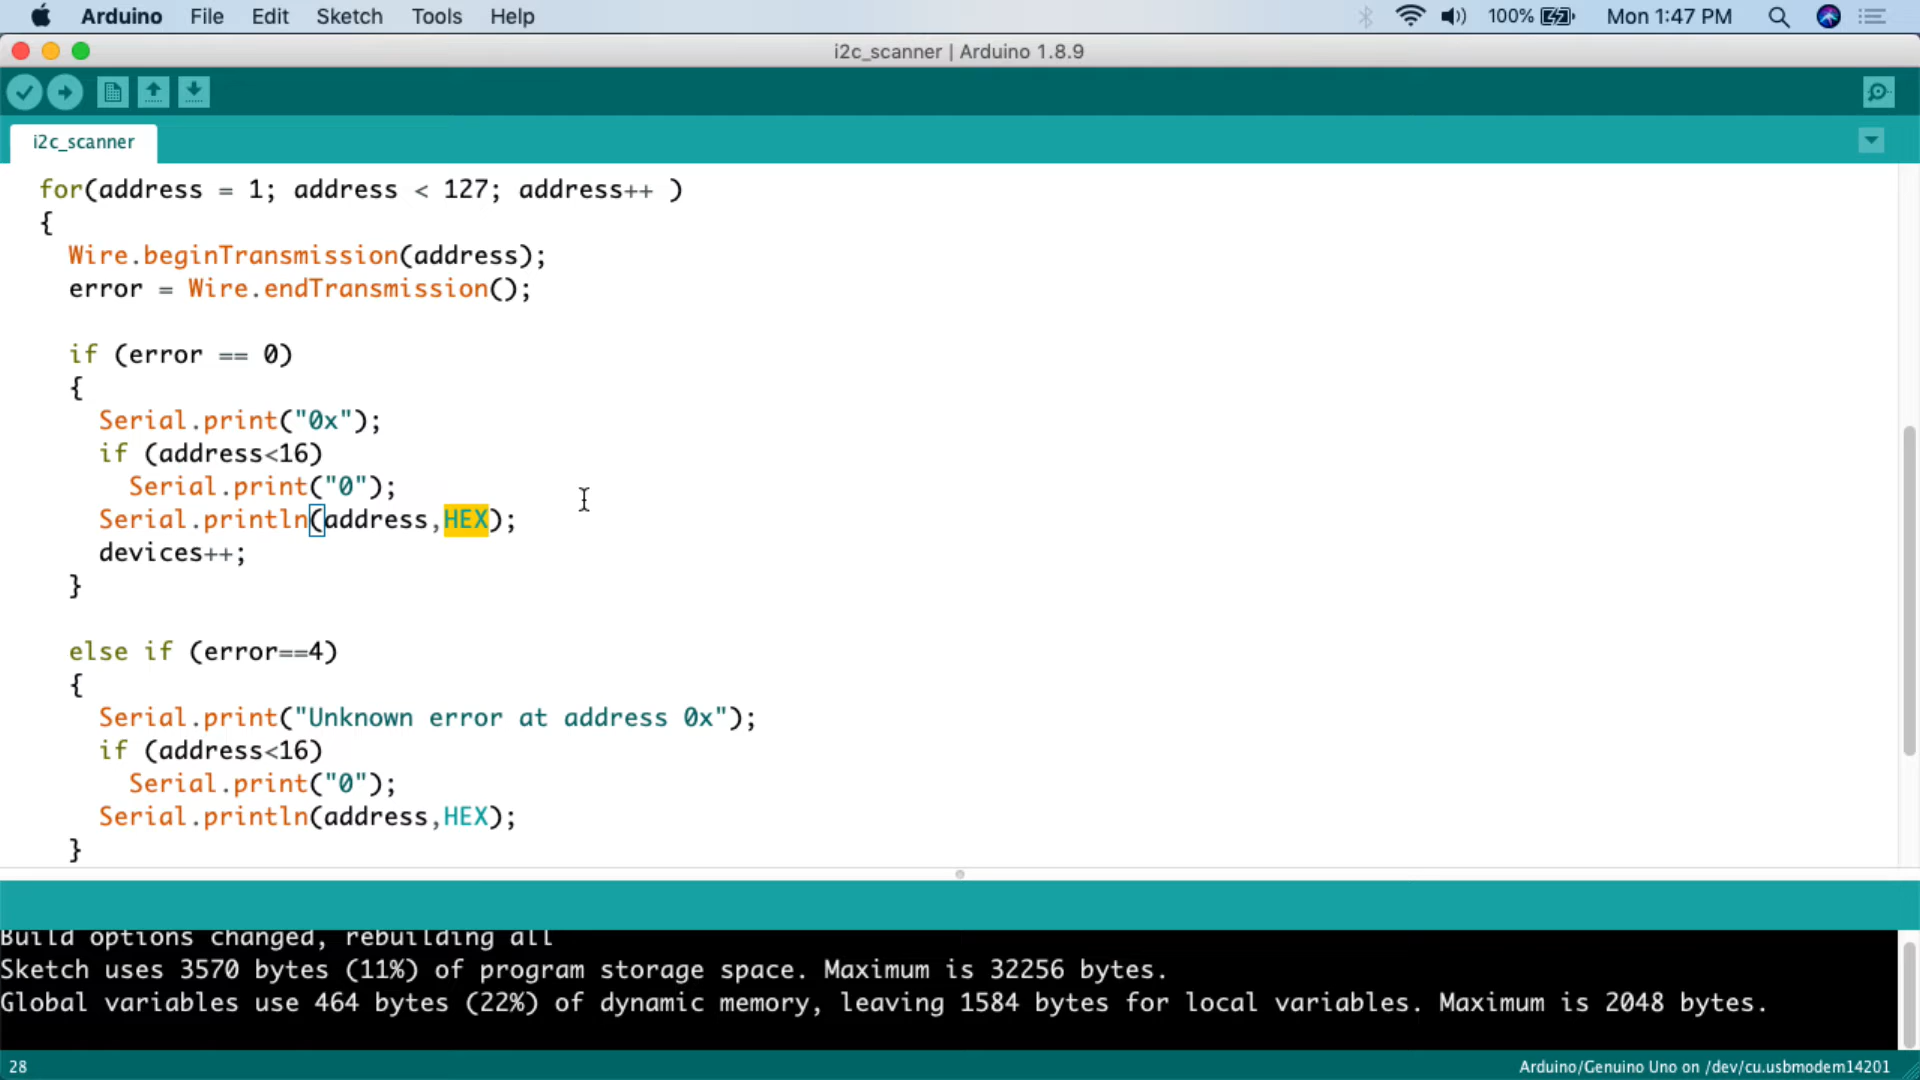 Arduino File Edit Sketch Tools Help 100% Mon 1:47 PM
i2c_scanner | Arduino 1.8.9
i2c_scanner
for(address = 1; address < 127; address++ )
{
Wire.beginTransmission(address);
error = Wire.endTransmission();
if (error == 0)
{
Serial.print("0x");
if (address<16)
Serial.print("0");
Serial.println(address,HEX);
devices++;
}
else if (error==4)
{
Serial.print("Unknown error at address 0x");
if (address<16)
Serial.print("0");
Serial.println(address,HEX);
}
Build options changed, rebuilding all
Sketch uses 3570 bytes (11%) of program storage space. Maximum is 32256 bytes.
Global variables use 464 bytes (22%) of dynamic memory, leaving 1584 bytes for local variables. Maximum is 2048 bytes.
28 Arduino/Genuino Uno on /dev/cu.usbmodem14201